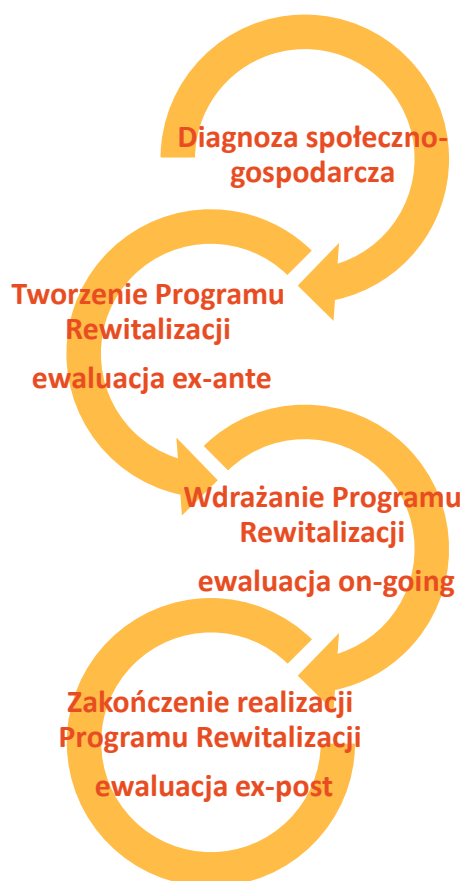 Diagnoza społeczno-
gospodarcza
Tworzenie Programu
Rewitalizacji
ewaluacja ex-ante
Wdrażanie Programu
Rewitalizacji
ewaluacja on-going
Zakończenie realizacji
Programu Rewitalizacji
ewaluacja ex-post